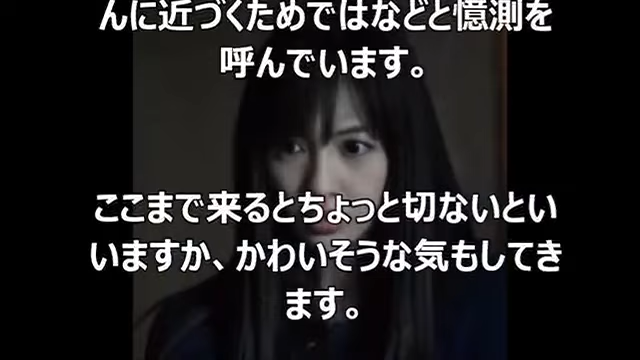 んに近づくためではなどと憶測を
呼んでいます。
ここまで来るとちょっと切ないとい
いますか、かわいそうな気もしてき
ます。